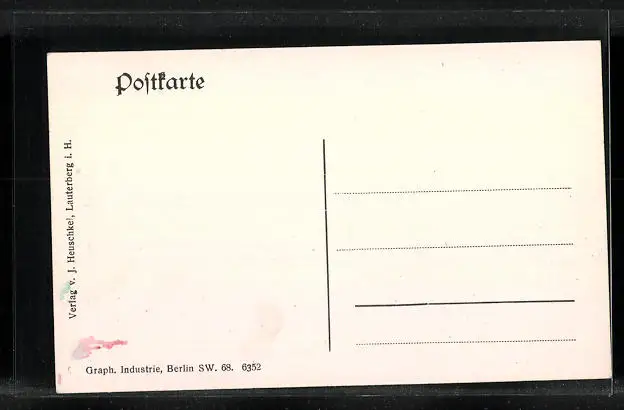 Poſtkarte
Verlag v. J. Heuschkel, Lauterberg i. H.
Graph. Industrie, Berlin SW. 68. 6352